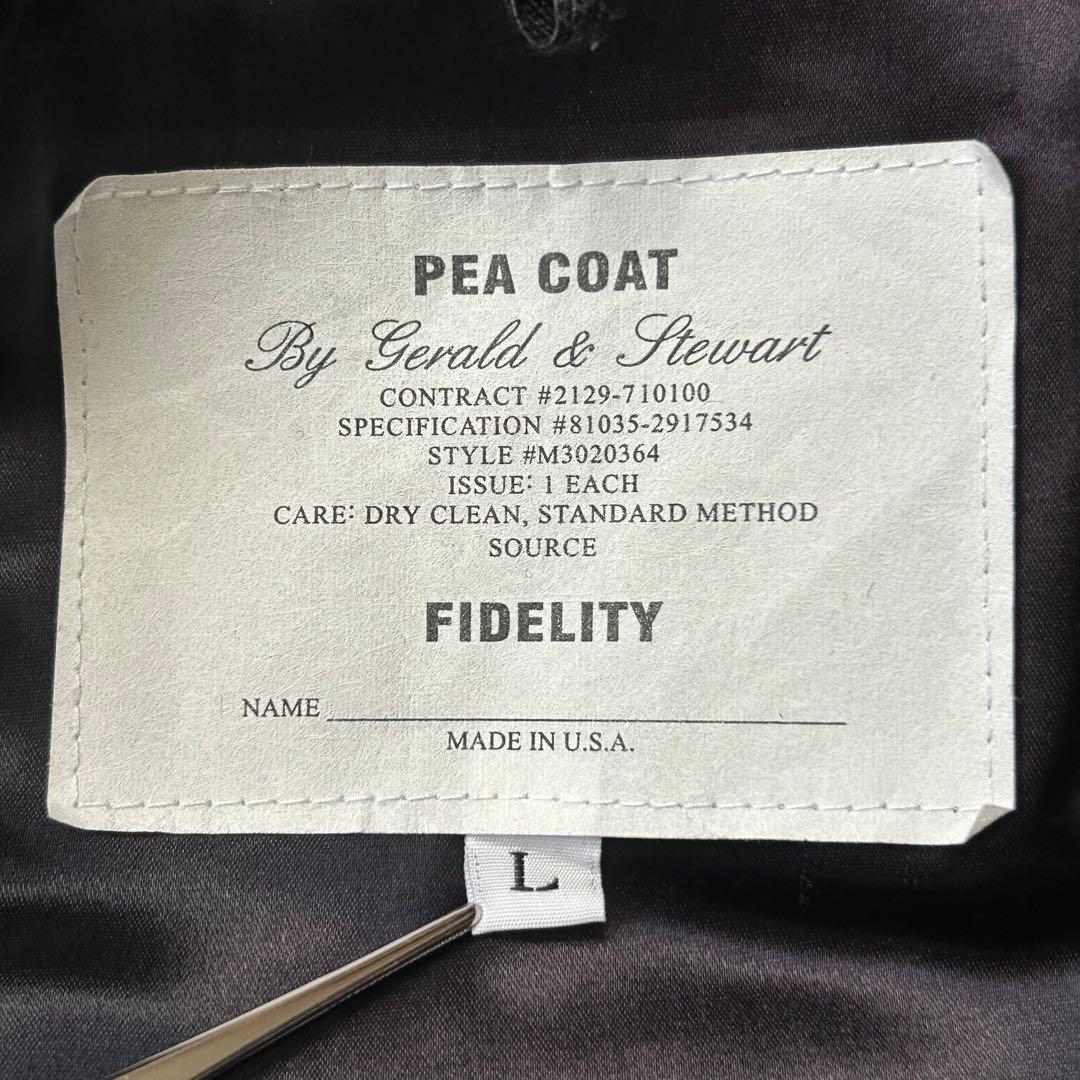 PEA COAT
By Gerald & Stewart
CONTRACT #2129-710100
SPECIFICATION #81035-2917534
STYLE #M3020364
ISSUE: 1 EACH
CARE: DRY CLEAN, STANDARD METHOD
SOURCE
FIDELITY
NAME
MADE IN U.S.A.
L